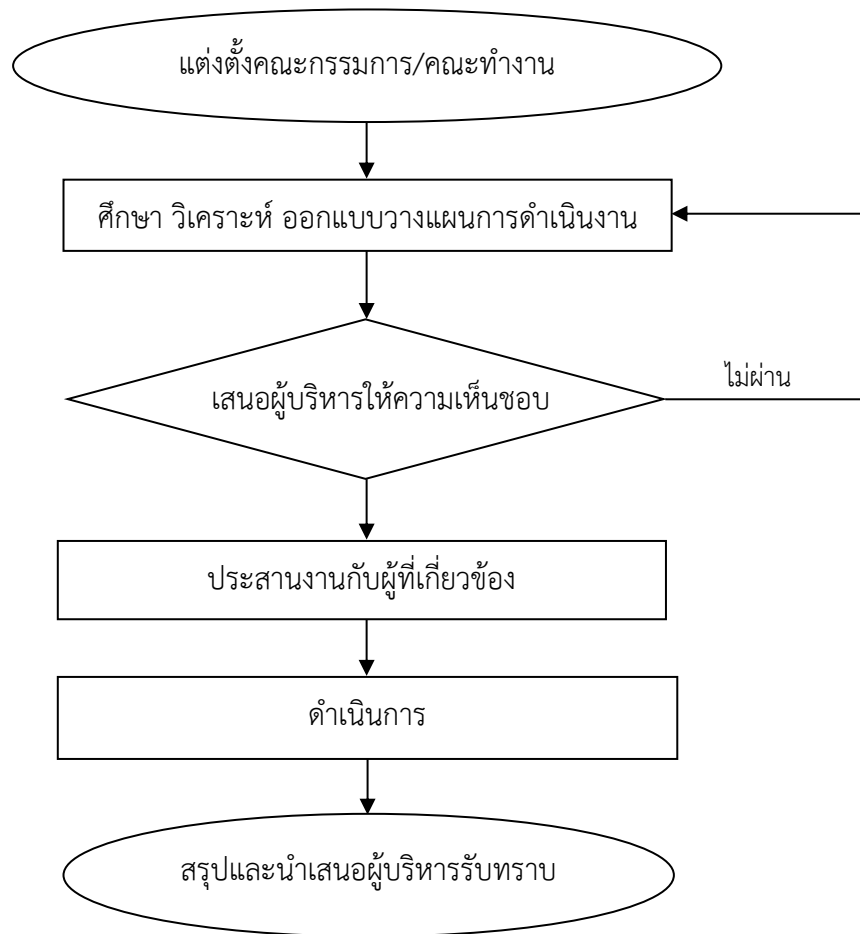 แต่งตั้งคณะกรรมการ/คณะทำงาน
ศึกษา วิเคราะห์ ออกแบบวางแผนการดำเนินงาน
เสนอผู้บริหารให้ความเห็นชอบ
ไม่ผ่าน
ประสานงานกับผู้ที่เกี่ยวข้อง
ดำเนินการ
สรุปและนำเสนอผู้บริหารรับทราบ